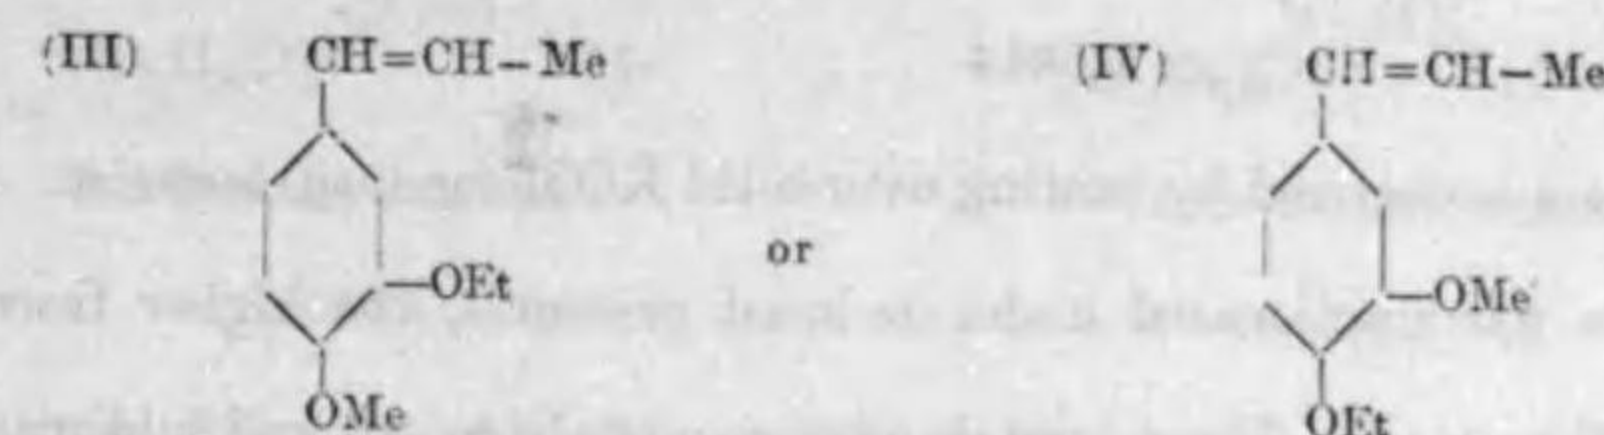 (III) CH=CH–Me (IV) CH=CH–Me
or
–OEt –OMe
OMe OEt